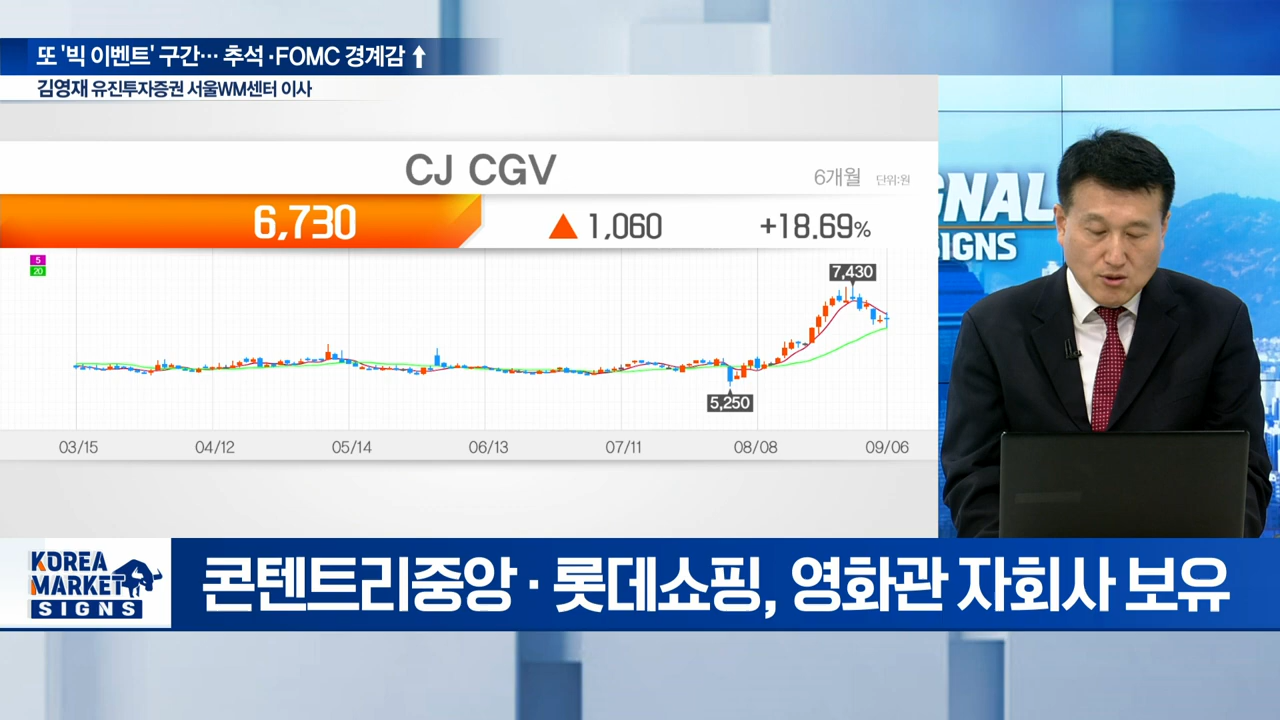 또 '빅 이벤트' 구간… 추석·FOMC 경계감 ↑
김영재 유진투자증권 서울WM센터 이사
CJ CGV
6개월 단위:원
6,730 ▲ 1,060 +18.69%
5
20
7,430
5,250
03/15 04/12 05/14 06/13 07/11 08/08 09/06
GNAL
SIGNS
KOREA
MARKET
SIGNS
콘텐트리중앙·롯데쇼핑, 영화관 자회사 보유